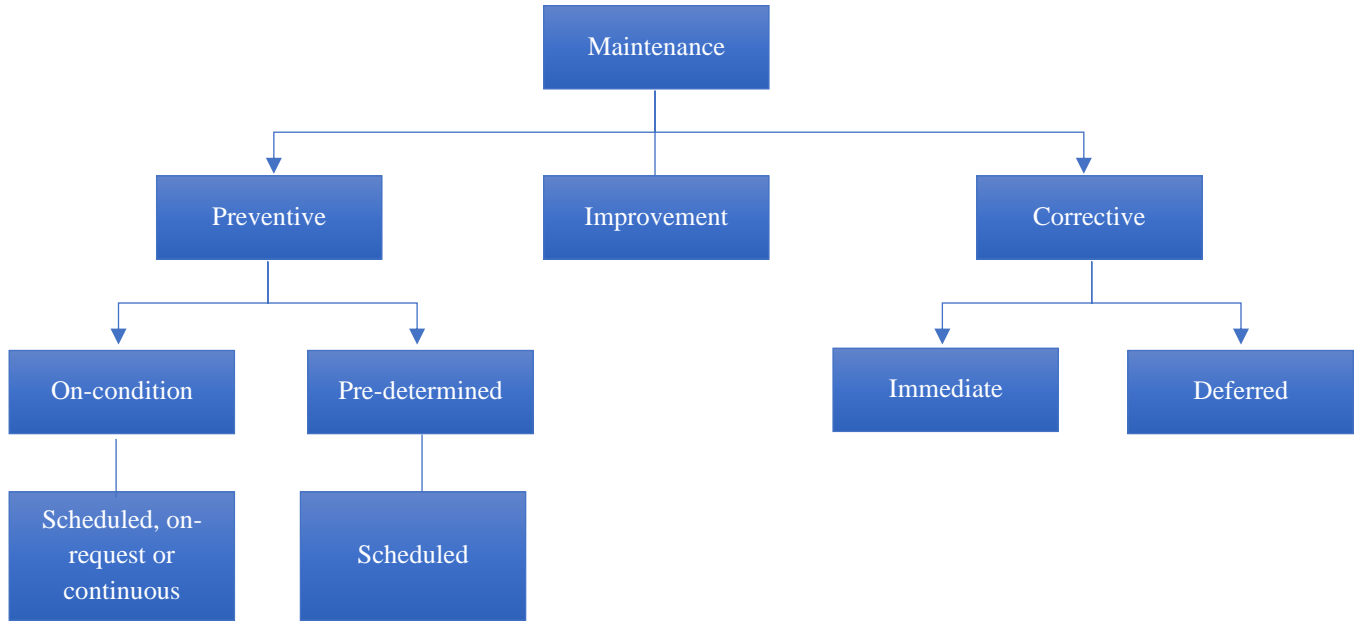 Maintenance
Preventive
Improvement
Corrective
On-condition
Pre-determined
Immediate
Deferred
Scheduled, on-
request or
continuous
Scheduled